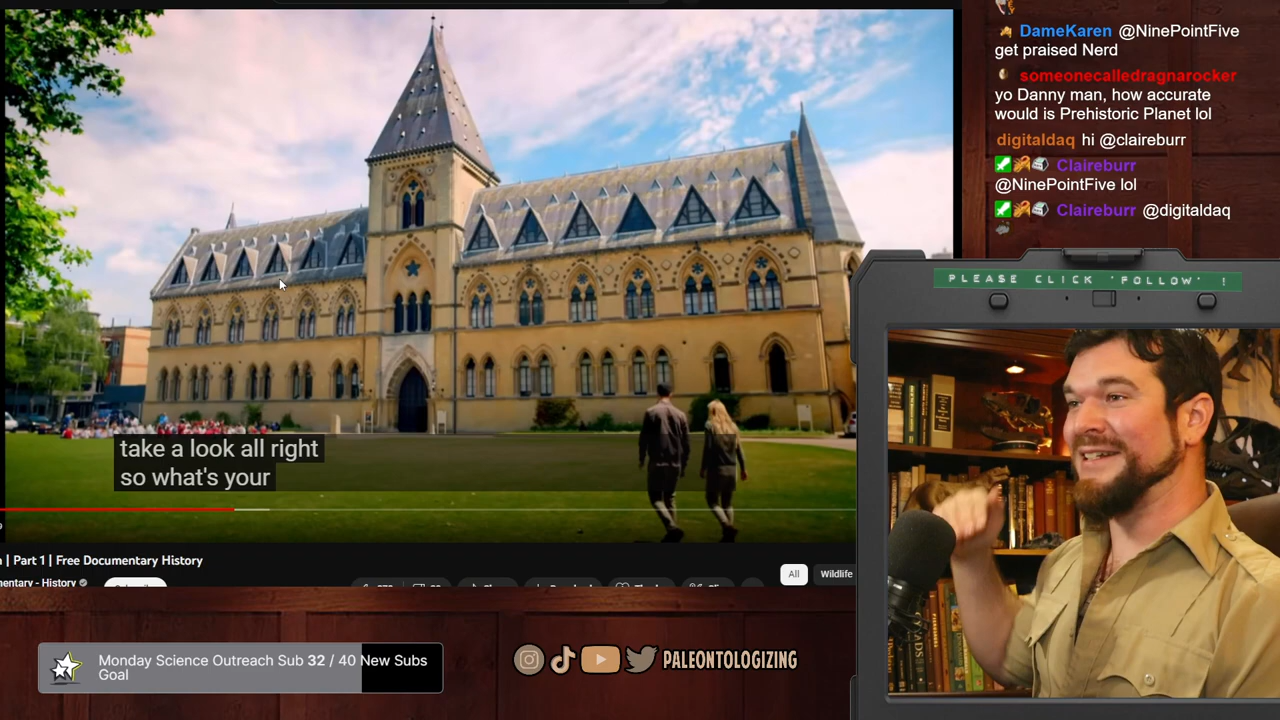 DameKaren @NinePointFive
get praised Nerd
someonecalledragnarocker
yo Danny man, how accurate
would is Prehistoric Planet lol
digitaldaq hi @claireburr
Claireburr
@NinePointFive lol
Claireburr @digitaldaq
PLEASE CLICK 'FOLLOW' !
take a look all right
so what's your
| Part 1 | Free Documentary History
- History
All
Wildlife
Monday Science Outreach Sub 32 / 40 New Subs
Goal
PALEONTOLOGIZING